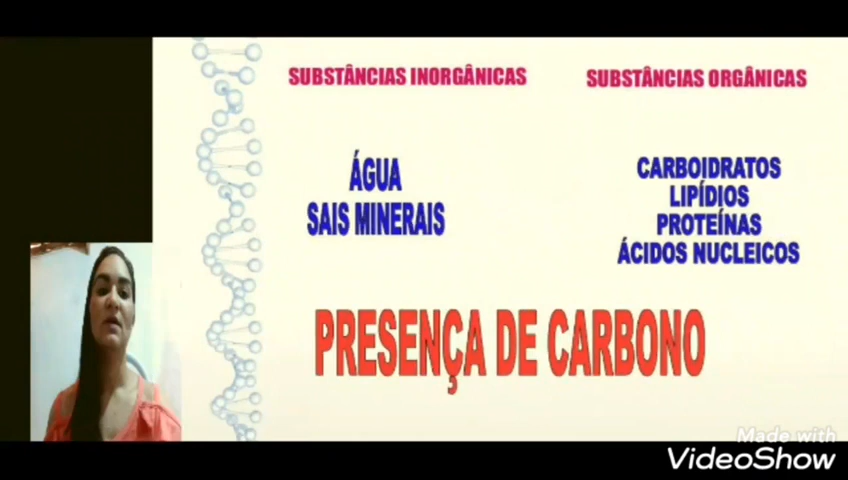 SUBSTÂNCIAS INORGÂNICAS
SUBSTÂNCIAS ORGÂNICAS
ÁGUA
SAIS MINERAIS
CARBOIDRATOS
LIPÍDIOS
PROTEÍNAS
ÁCIDOS NUCLEICOS
PRESENÇA DE CARBONO
Made with
VideoShow